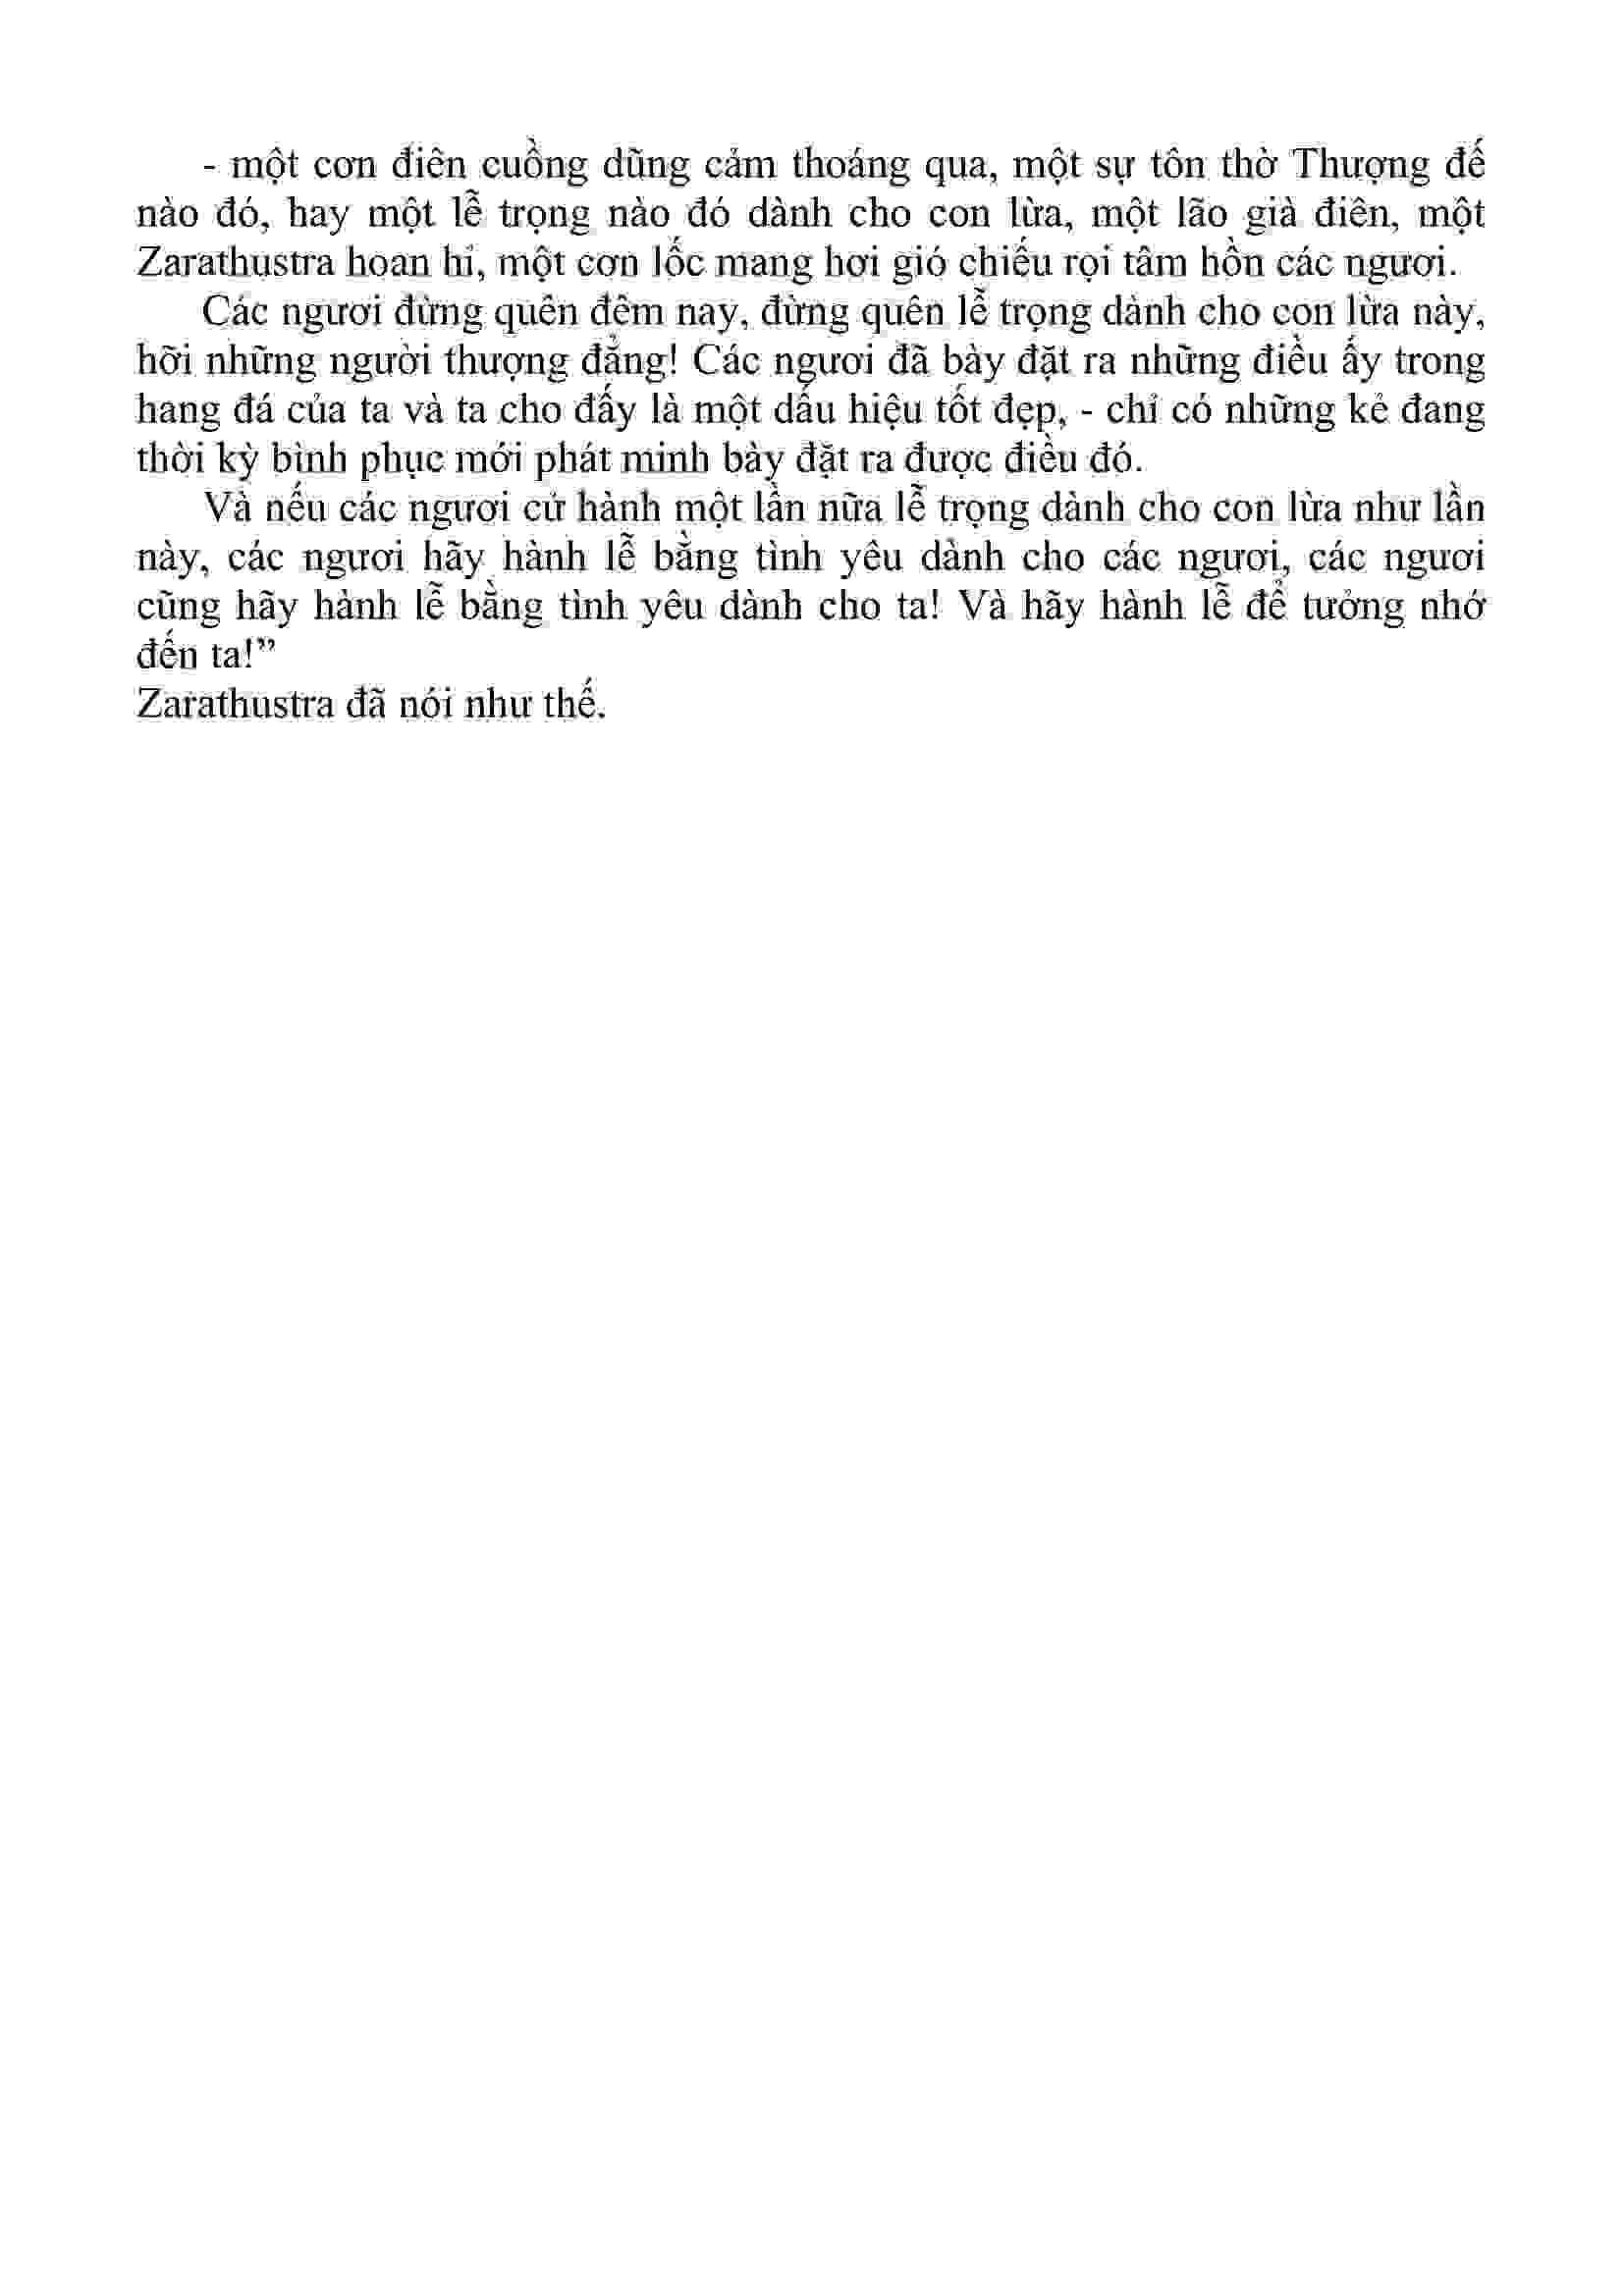 - một cơn điên cuồng dũng cảm thoáng qua, một sự tôn thờ Thượng đế
nào đó, hay một lễ trọng nào đó dành cho con lừa, một lão già điên, một
Zarathustra hoan hỉ, một cơn lốc mang hơi gió chiếu rọi tâm hồn các ngươi.
Các ngươi đừng quên đêm nay, đừng quên lễ trọng dành cho con lừa này,
hỡi những người thượng đẳng! Các ngươi đã bày đặt ra những điều ấy trong
hang đá của ta và ta cho đấy là một dấu hiệu tốt đẹp, - chỉ có những kẻ đang
thời kỳ bình phục mới phát minh bày đặt ra được điều đó.
Và nếu các ngươi cử hành một lần nữa lễ trọng dành cho con lừa như lần
này, các ngươi hãy hành lễ bằng tình yêu dành cho các ngươi, các ngươi
cũng hãy hành lễ bằng tình yêu dành cho ta! Và hãy hành lễ để tưởng nhớ
đến ta!”
Zarathustra đã nói như thế.